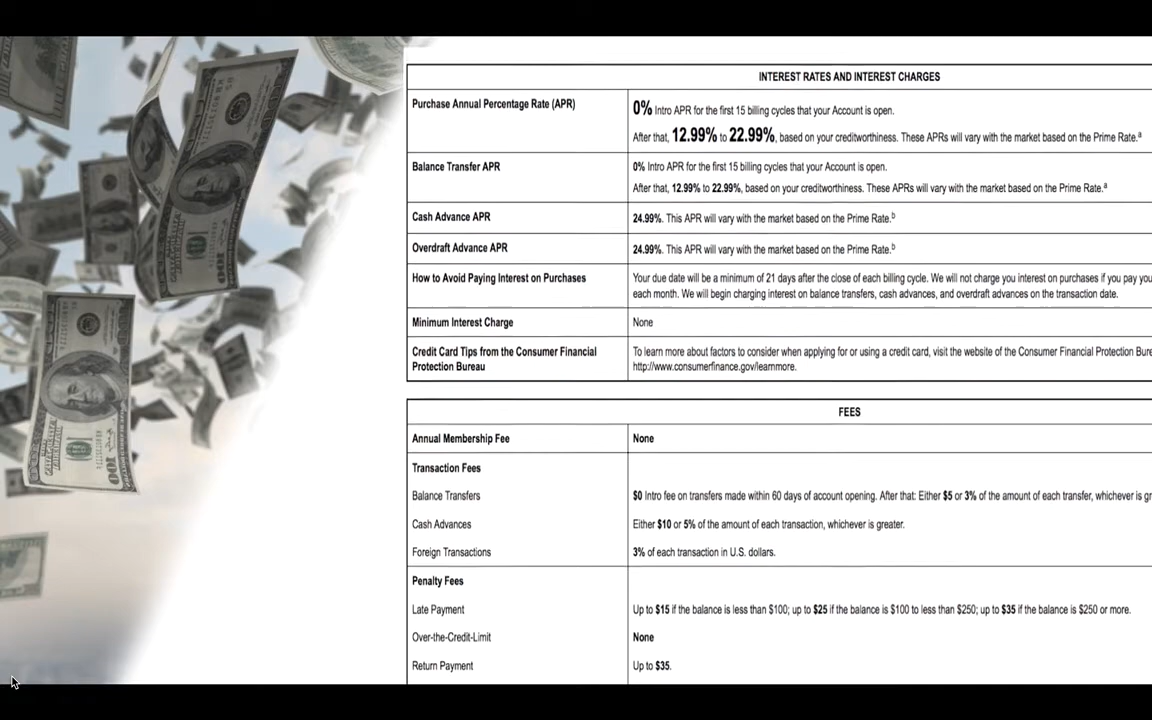 INTEREST RATES AND INTEREST CHARGES
Purchase Annual Percentage Rate (APR)
0% Intro APR for the first 15 billing cycles that your Account is open.
After that, 12.99% to 22.99%, based on your creditworthiness. These APRs will vary with the market based on the Prime Rate.ᵃ
Balance Transfer APR
0% Intro APR for the first 15 billing cycles that your Account is open.
After that, 12.99% to 22.99%, based on your creditworthiness. These APRs will vary with the market based on the Prime Rate.ᵃ
Cash Advance APR
24.99%. This APR will vary with the market based on the Prime Rate.ᵇ
Overdraft Advance APR
24.99%. This APR will vary with the market based on the Prime Rate.ᵇ
How to Avoid Paying Interest on Purchases
Your due date will be a minimum of 21 days after the close of each billing cycle. We will not charge you interest on purchases if you pay
each month. We will begin charging interest on balance transfers, cash advances, and overdraft advances on the transaction date.
Minimum Interest Charge
None
Credit Card Tips from the Consumer Financial
Protection Bureau
To learn more about factors to consider when applying for or using a credit card, visit the website of the Consumer Financial Protection
http://www.consumerfinance.gov/learnmore.
FEES
Annual Membership Fee
None
Transaction Fees
Balance Transfers
$0 Intro fee on transfers made within 60 days of account opening. After that: Either $5 or 3% of the amount of each transfer, whichever is
Cash Advances
Either $10 or 5% of the amount of each transaction, whichever is greater.
Foreign Transactions
3% of each transaction in U.S. dollars.
Penalty Fees
Late Payment
Up to $15 if the balance is less than $100; up to $25 if the balance is $100 to less than $250; up to $35 if the balance is $250 or more.
Over-the-Credit-Limit
None
Return Payment
Up to $35.